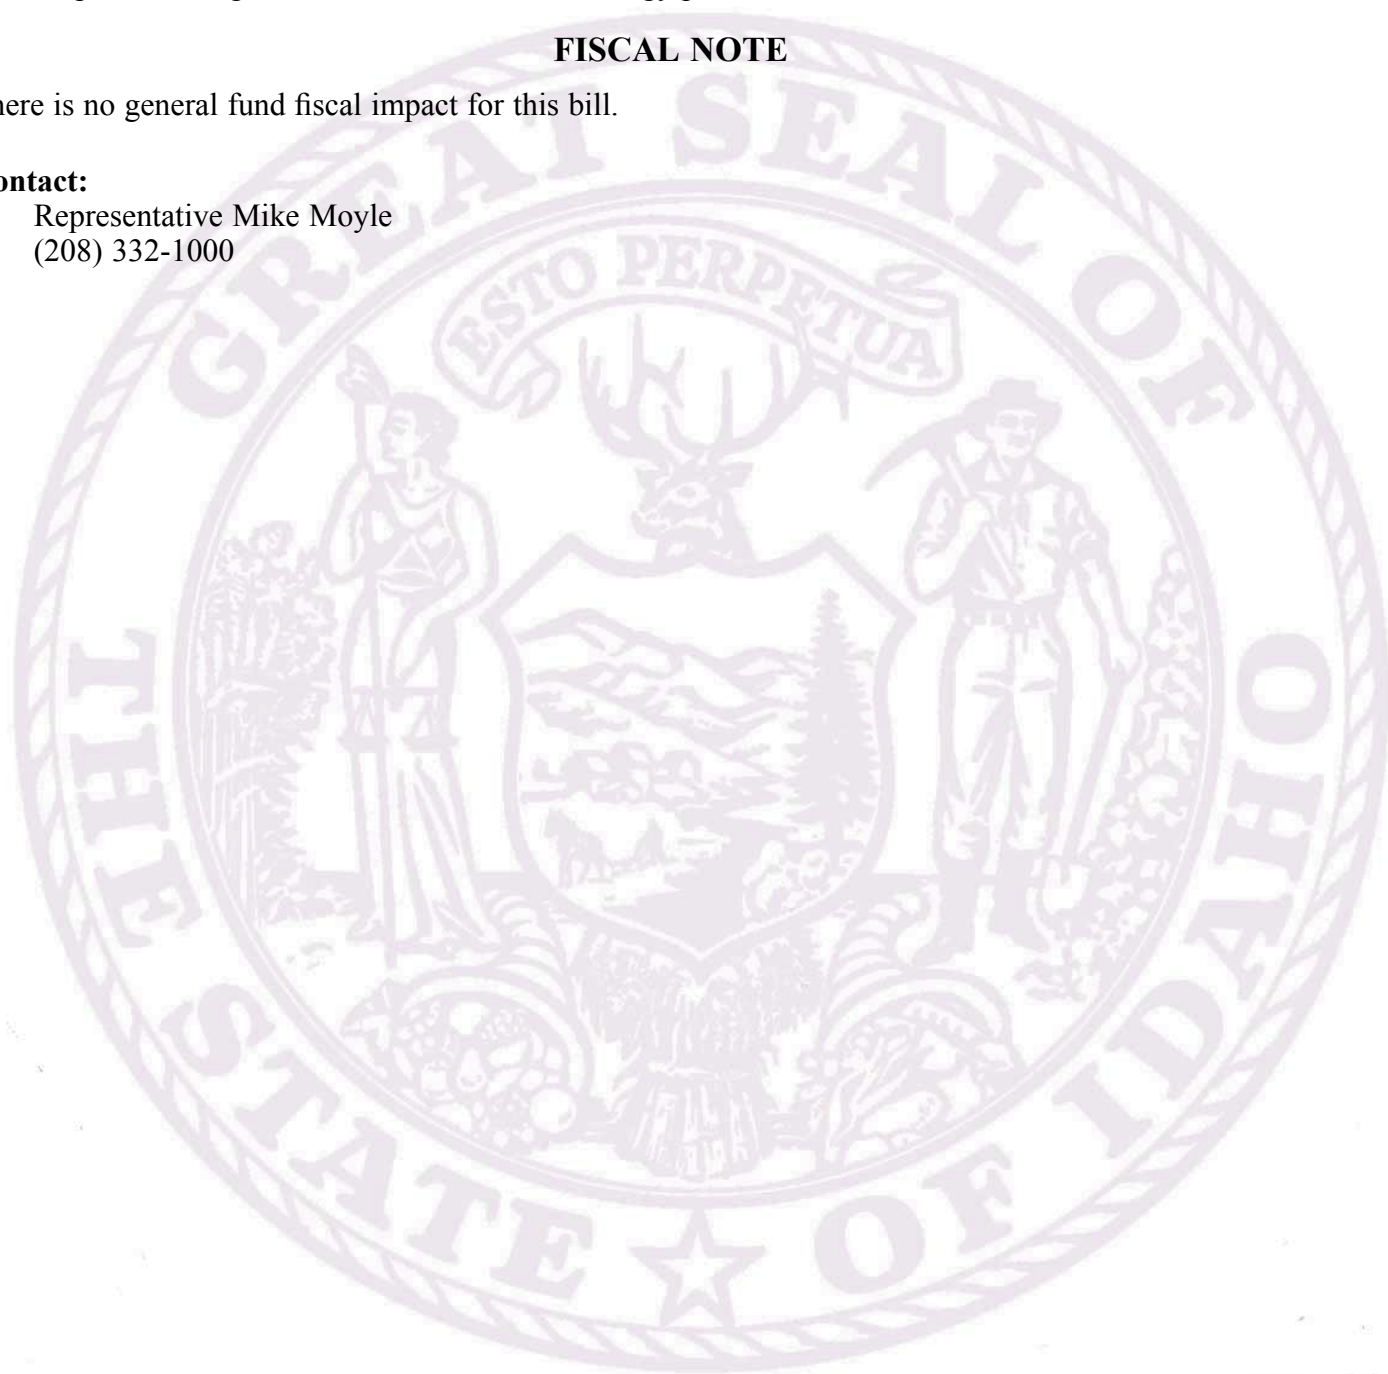 FISCAL NOTE
here is no general fund fiscal impact for this bill.
ontact:
Representative Mike Moyle
(208) 332-1000
GREAT SEAL OF
THE STATE OF IDAHO
ESTO PERPETUA